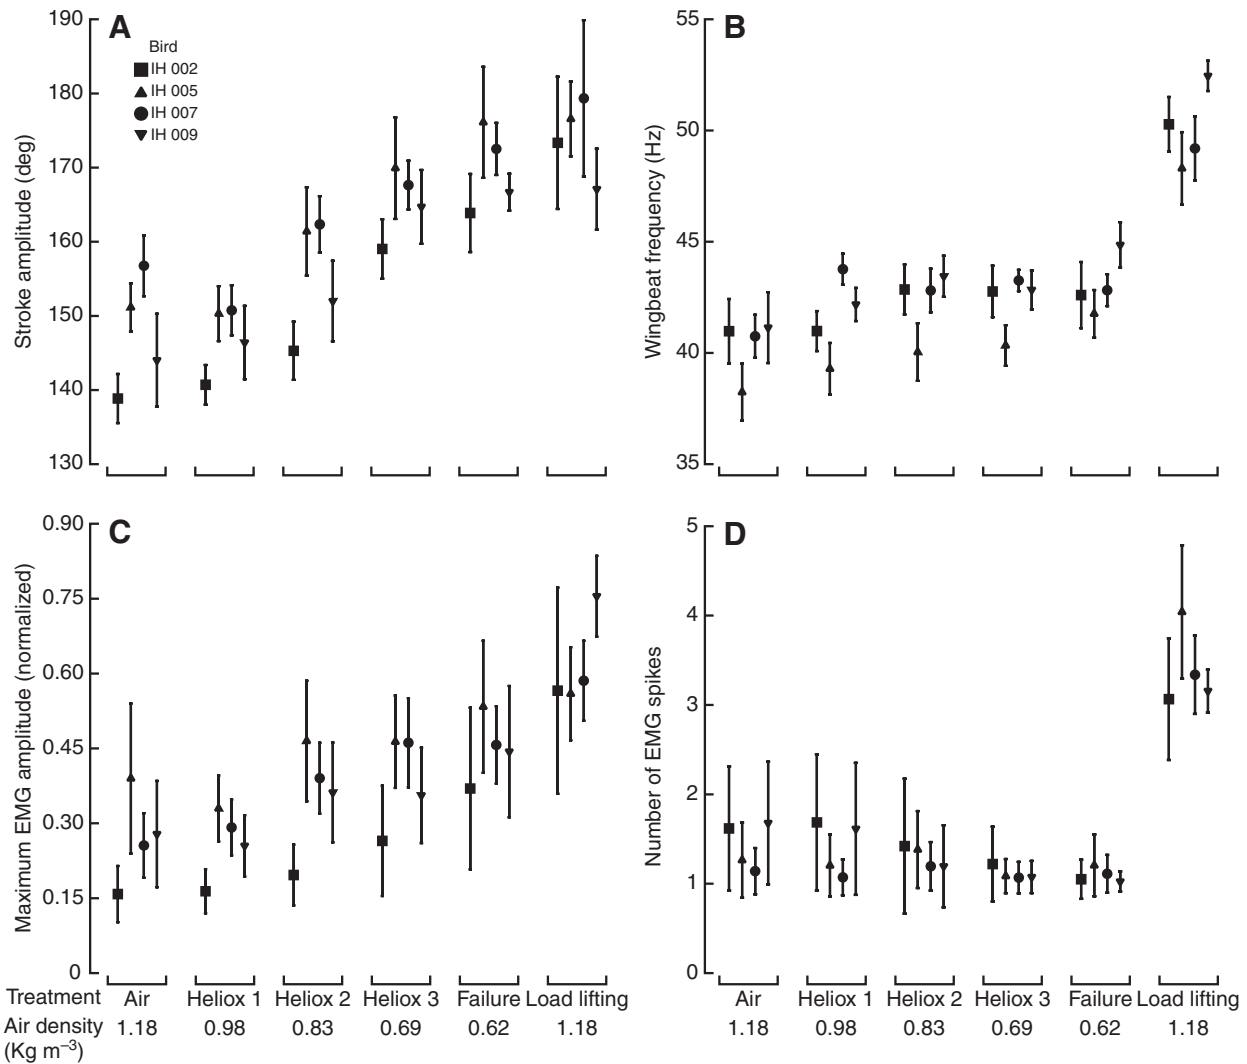 A
Bird
IH 002
IH 005
IH 007
IH 009
Stroke amplitude (deg)
190
180
170
160
150
140
130
B
Wingbeat frequency (Hz)
55
50
45
40
35
C
Maximum EMG amplitude (normalized)
0.90
0.75
0.60
0.45
0.30
0.15
0
D
Number of EMG spikes
5
4
3
2
1
0
Treatment Air Heliox 1 Heliox 2 Heliox 3 Failure Load lifting Air Heliox 1 Heliox 2 Heliox 3 Failure Load lifting
Air density 1.18 0.98 0.83 0.69 0.62 1.18 1.18 0.98 0.83 0.69 0.62 1.18
(Kg m⁻³)